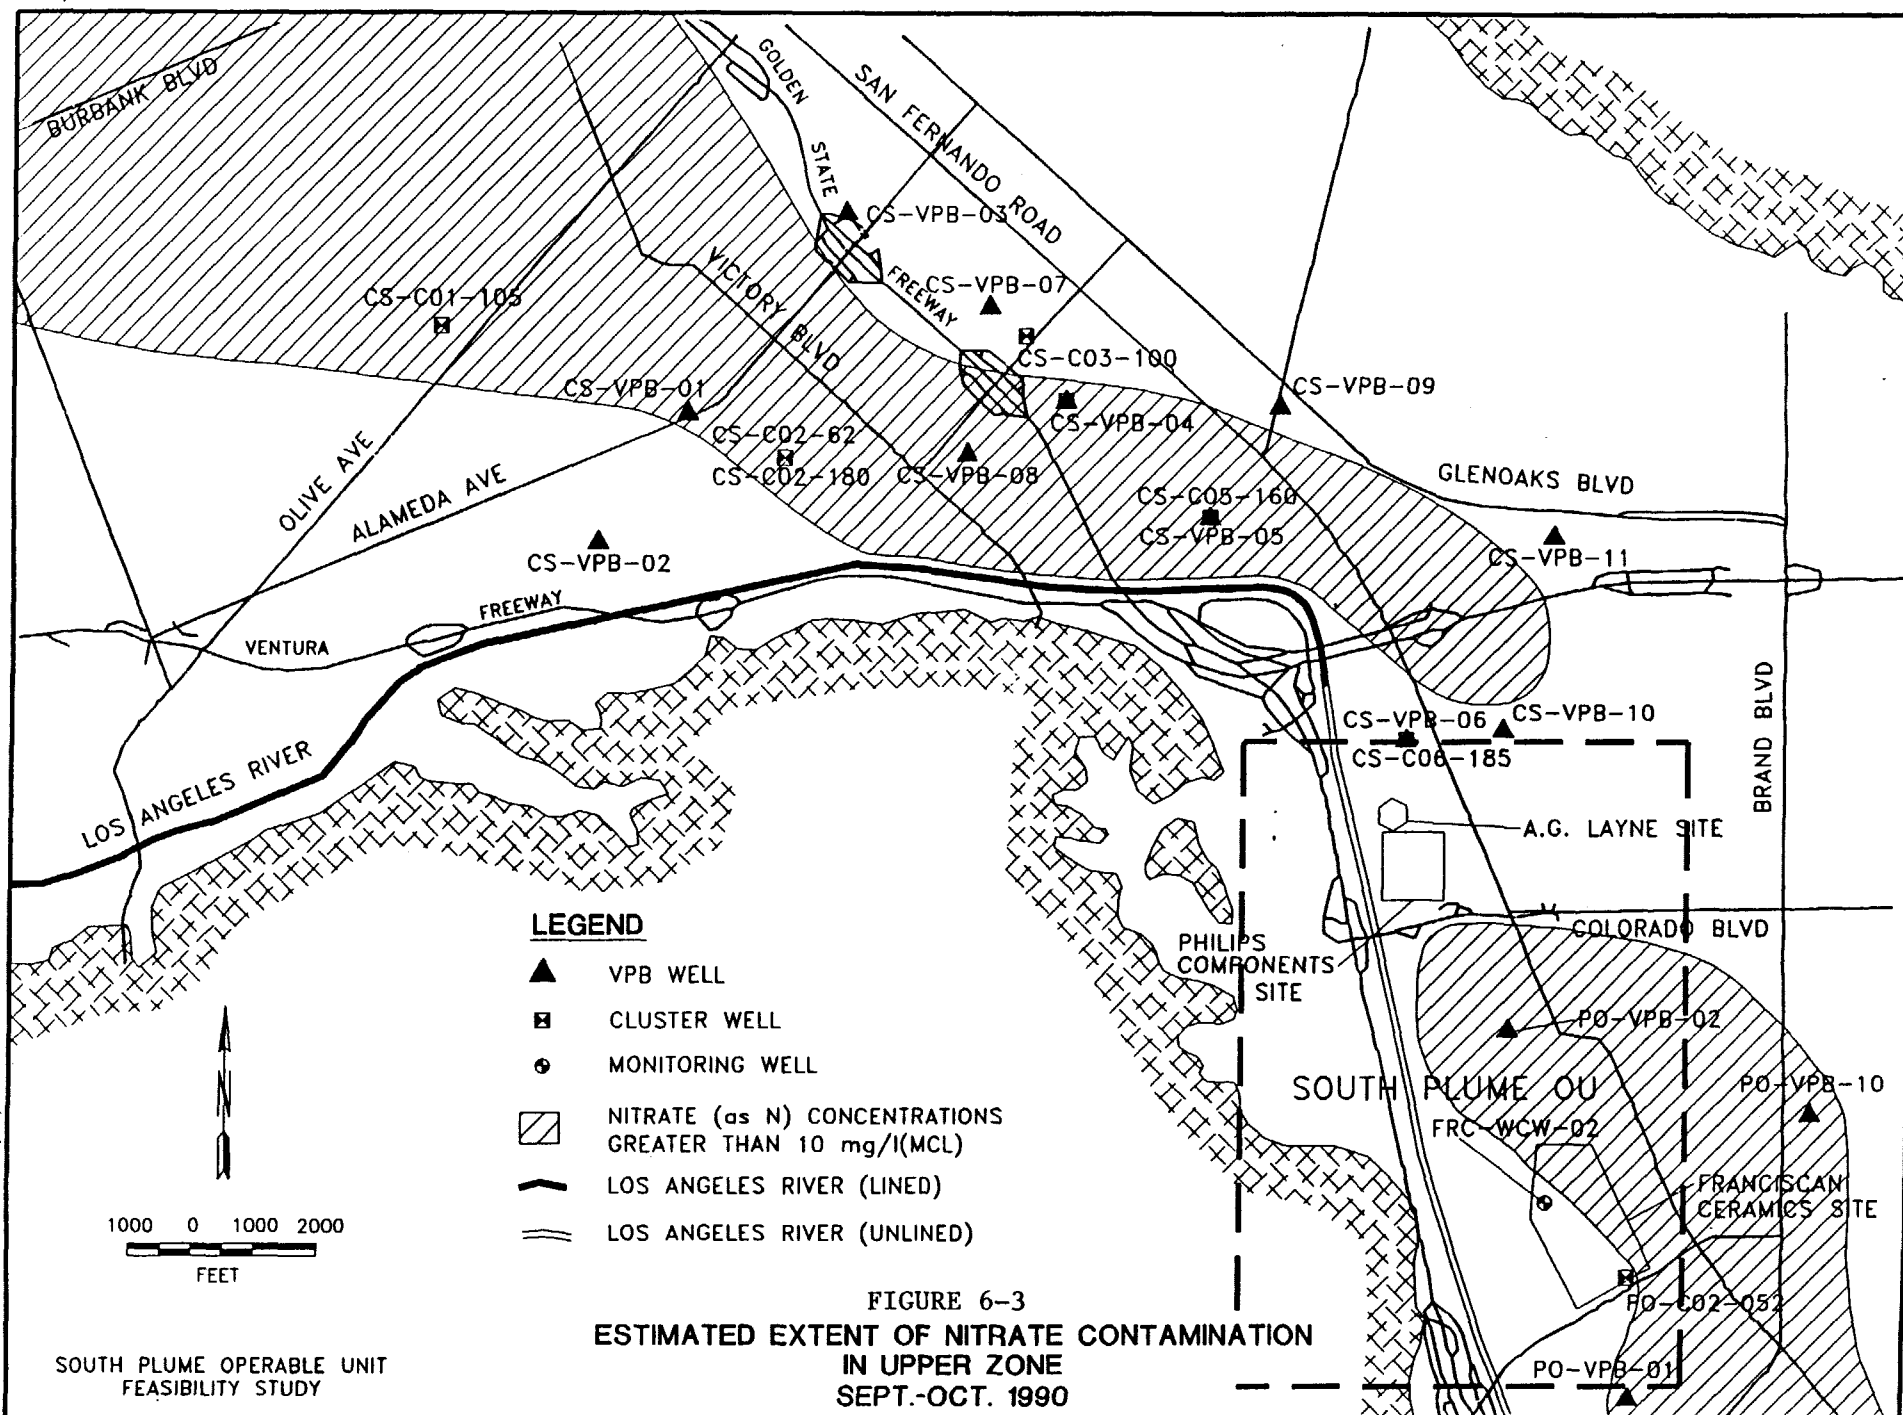 BURBANK BLVD
GOLDEN
STATE
FREEWAY
SAN FERNANDO ROAD
CS-VPB-03
CS-VPB-07
CS-C01-105
VICTORY BLVD
CS-C03-100
CS-VPB-01
CS-VPB-09
CS-VPB-04
CS-C02-62
CS-C02-180
CS-VPB-08
OLIVE AVE
ALAMEDA AVE
GLENOAKS BLVD
CS-C05-160
CS-VPB-05
CS-VPB-02
CS-VPB-11
VENTURA
FREEWAY
LOS ANGELES RIVER
BRAND BLVD
CS-VPB-06
CS-VPB-10
CS-C06-185
A.G. LAYNE SITE
COLORADO BLVD
PHILIPS
COMPONENTS
SITE
PO-VPB-02
SOUTH PLUME OU
PO-VPB-10
FRC-WCW-02
FRANCISCAN
CERAMICS SITE
PO-C02-052
PO-VPB-01
LEGEND
VPB WELL
CLUSTER WELL
MONITORING WELL
NITRATE (as N) CONCENTRATIONS
GREATER THAN 10 mg/l(MCL)
LOS ANGELES RIVER (LINED)
LOS ANGELES RIVER (UNLINED)
N
1000 0 1000 2000
FEET
SOUTH PLUME OPERABLE UNIT
FEASIBILITY STUDY
FIGURE 6-3
ESTIMATED EXTENT OF NITRATE CONTAMINATION
IN UPPER ZONE
SEPT.-OCT. 1990